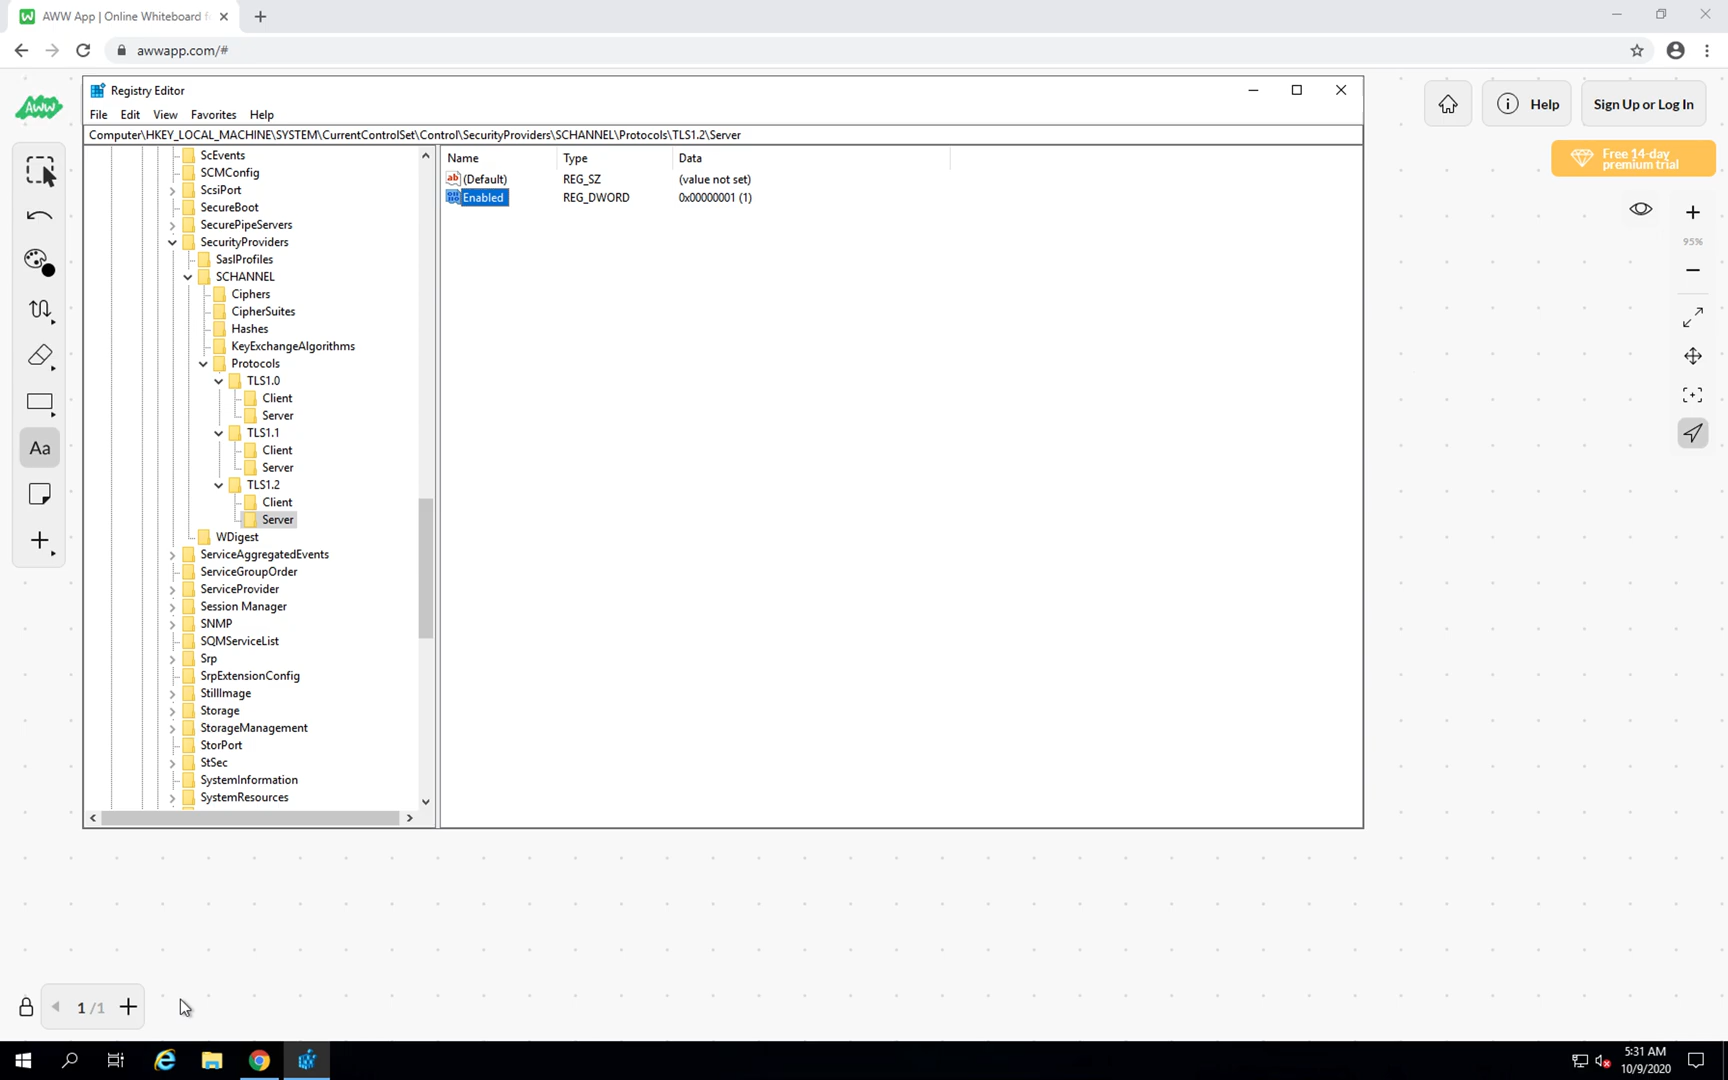 AWW App | Online Whiteboard f
awwapp.com/#
AWW
Registry Editor
Help
Sign Up or Log In
File Edit View Favorites Help
Computer\HKEY_LOCAL_MACHINE\SYSTEM\CurrentControlSet\Control\SecurityProviders\SCHANNEL\Protocols\TLS1.2\Server
Free 14-day
premium trial
ScEvents
SCMConfig
ScsiPort
SecureBoot
SecurePipeServers
SecurityProviders
SaslProfiles
SCHANNEL
Ciphers
CipherSuites
Hashes
KeyExchangeAlgorithms
Protocols
TLS1.0
Client
Server
TLS1.1
Client
Server
TLS1.2
Client
Server
WDigest
ServiceAggregatedEvents
ServiceGroupOrder
ServiceProvider
Session Manager
SNMP
SQMServiceList
Srp
SrpExtensionConfig
StillImage
Storage
StorageManagement
StorPort
StSec
SystemInformation
SystemResources
Name Type Data
ab (Default) REG_SZ (value not set)
Enabled REG_DWORD 0x00000001 (1)
95%
Aa
1 /1
5:31 AM
10/9/2020